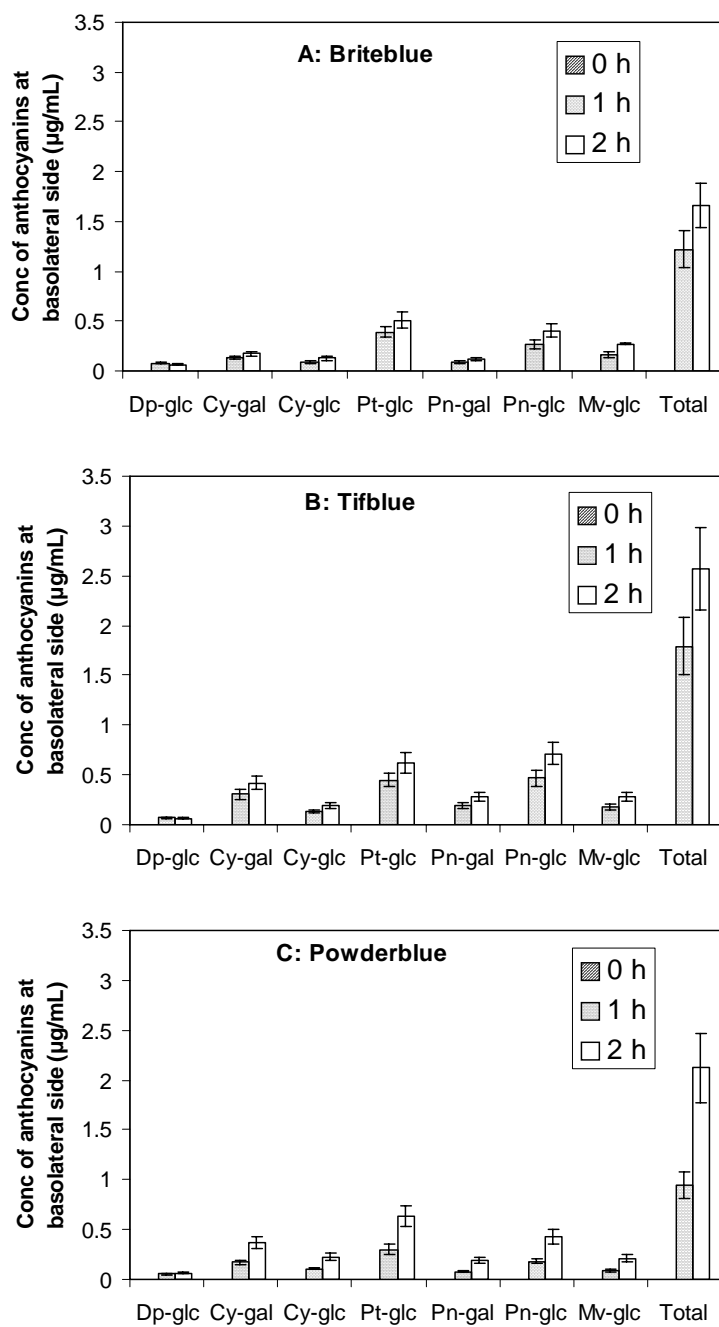 A: Briteblue
Conc of anthocyanins at
basolateral side (µg/mL)
3.5
3
2.5
2
1.5
1
0.5
0
0 h
1 h
2 h
Dp-glc Cy-gal Cy-glc Pt-glc Pn-gal Pn-glc Mv-glc Total
B: Tifblue
Conc of anthocyanins at
basolateral side (µg/mL)
3.5
3
2.5
2
1.5
1
0.5
0
0 h
1 h
2 h
Dp-glc Cy-gal Cy-glc Pt-glc Pn-gal Pn-glc Mv-glc Total
C: Powderblue
Conc of anthocyanins at
basolateral side (µg/mL)
3.5
3
2.5
2
1.5
1
0.5
0
0 h
1 h
2 h
Dp-glc Cy-gal Cy-glc Pt-glc Pn-gal Pn-glc Mv-glc Total